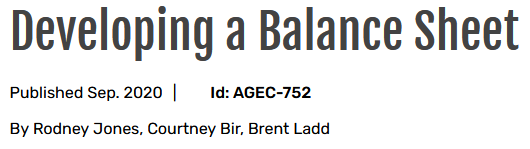 Developing a Balance Sheet
Published Sep. 2020 | Id: AGEC-752
By Rodney Jones, Courtney Bir, Brent Ladd